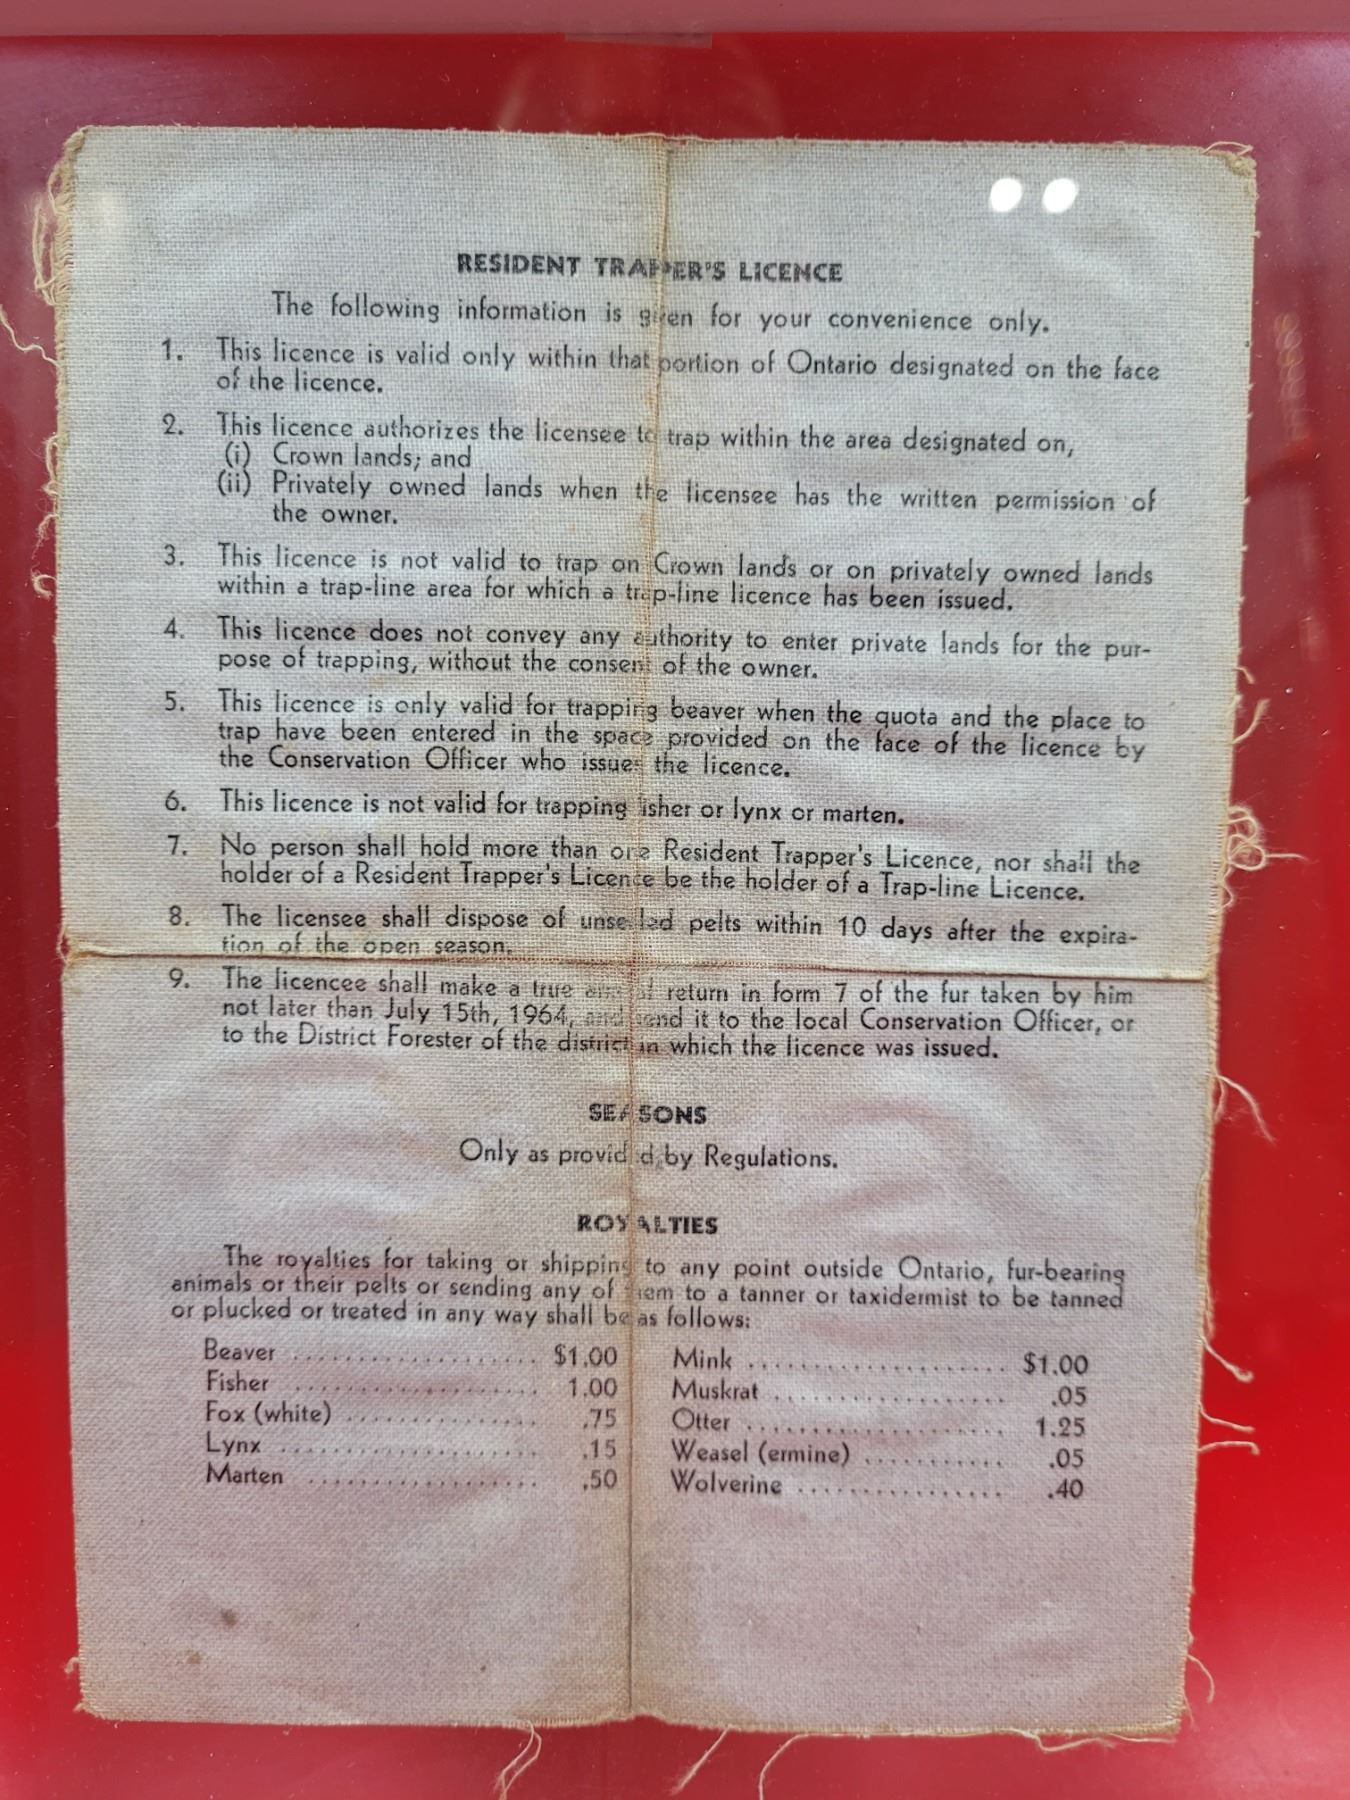 RESIDENT TRAPPER'S LICENCE
The following information is given for your convenience only.
1. This licence is valid only within that portion of Ontario designated on the face
of the licence.
2. This licence authorizes the licensee to trap within the area designated on,
(i) Crown lands; and
(ii) Privately owned lands when the licensee has the written permission of
the owner.
3. This licence is not valid to trap on Crown lands or on privately owned lands
within a trap-line area for which a trap-line licence has been issued.
4. This licence does not convey any authority to enter private lands for the pur-
pose of trapping, without the consent of the owner.
5. This licence is only valid for trapping beaver when the quota and the place to
trap have been entered in the space provided on the face of the licence by
the Conservation Officer who issues the licence.
6. This licence is not valid for trapping fisher or lynx or marten.
7. No person shall hold more than one Resident Trapper's Licence, nor shall the
holder of a Resident Trapper's Licence be the holder of a Trap-line Licence.
8. The licensee shall dispose of unsealed pelts within 10 days after the expira-
tion of the open season.
9. The licencee shall make a true return in form 7 of the fur taken by him
not later than July 15th, 1964, and send it to the local Conservation Officer, or
to the District Forester of the district in which the licence was issued.
SEASONS
Only as provided by Regulations.
ROYALTIES
The royalties for taking or shipping to any point outside Ontario, fur-bearing
animals or their pelts or sending any of them to a tanner or taxidermist to be tanned
or plucked or treated in any way shall be as follows:
Beaver .................. $1.00 Mink .................. $1.00
Fisher .................. 1.00 Muskrat .................. .05
Fox (white) .............. .75 Otter .................. 1.25
Lynx .................. .15 Weasel (ermine) ........... .05
Marten .................. .50 Wolverine ................ .40